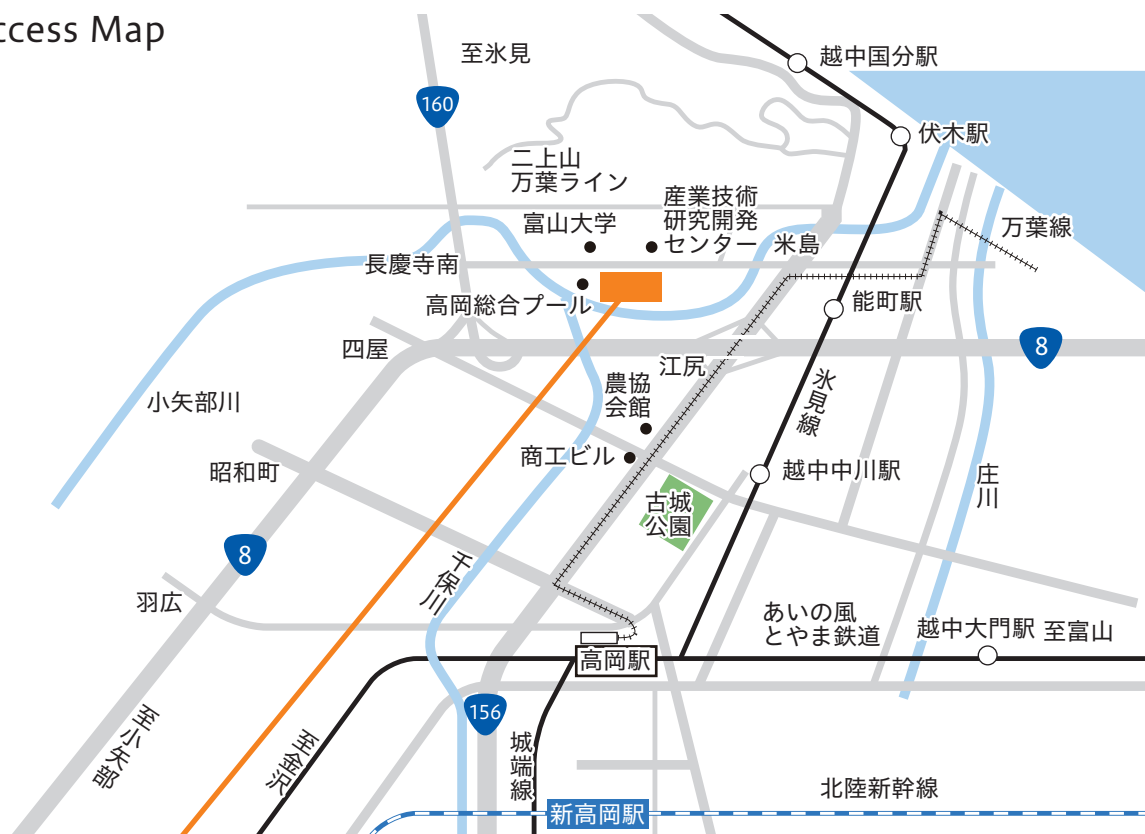 ccess Map
至氷見
越中国分駅
160
伏木駅
二上山
万葉ライン
産業技術
研究開発
センター
富山大学
米島
万葉線
長慶寺南
高岡総合プール
能町駅
四屋
8
江尻
農協
会館
氷見線
小矢部川
商工ビル
昭和町
越中中川駅
庄川
古城
公園
8
千保川
羽広
あいの風
とやま鉄道
越中大門駅
至富山
高岡駅
156
至小矢部
至金沢
城端線
北陸新幹線
新高岡駅